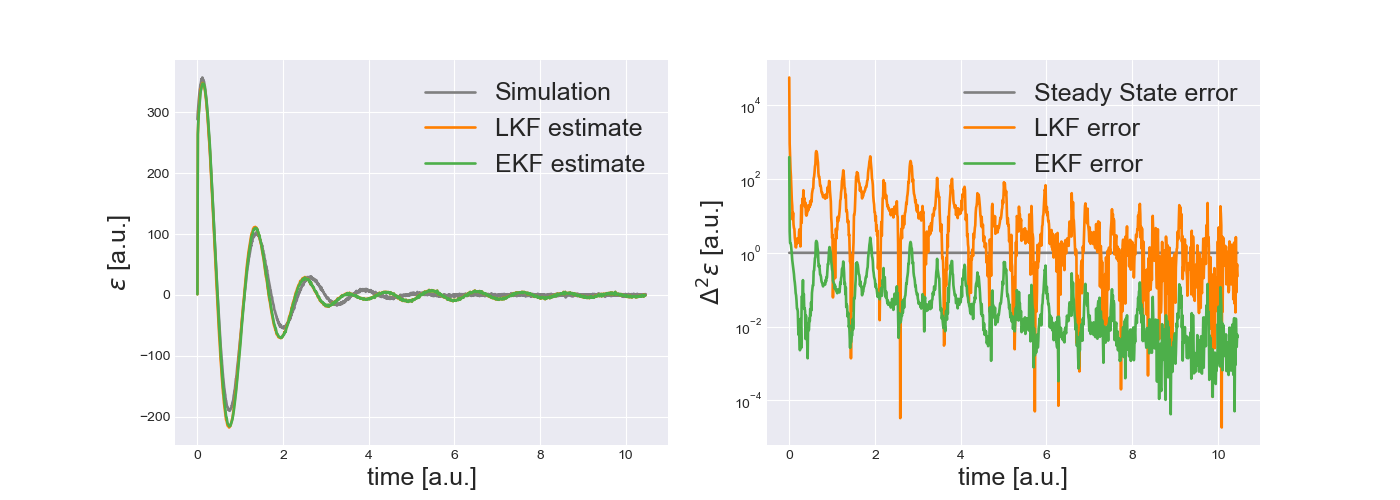 Simulation
LKF estimate
EKF estimate
300
200
100
0
−100
−200
ε [a.u.]
0 2 4 6 8 10
time [a.u.]
Steady State error
LKF error
EKF error
10⁴
10²
10⁰
10⁻²
10⁻⁴
Δ²ε [a.u.]
0 2 4 6 8 10
time [a.u.]